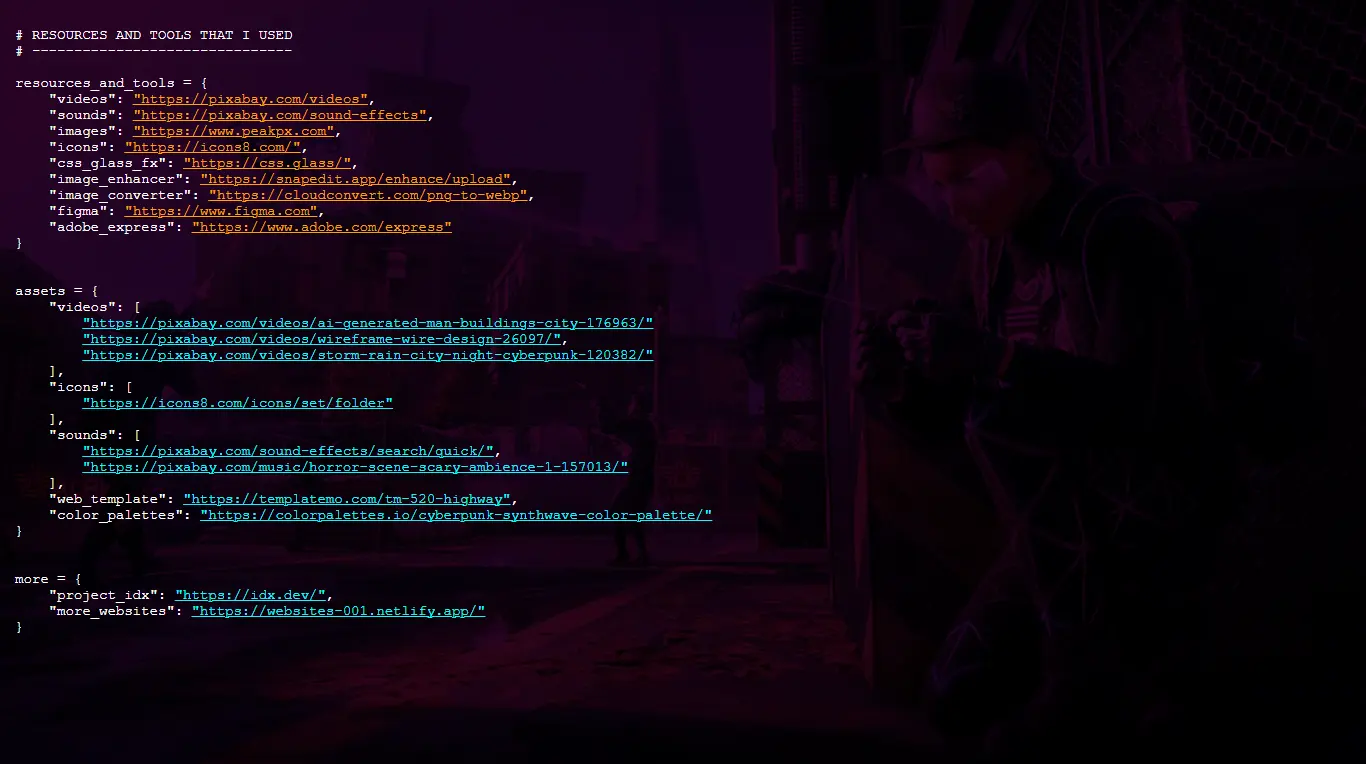 # RESOURCES AND TOOLS THAT I USED
# -------------------------------
resources_and_tools = {
"videos": "https://pixabay.com/videos",
"sounds": "https://pixabay.com/sound-effects",
"images": "https://www.peakpx.com",
"icons": "https://icons8.com/",
"css_glass_fx": "https://css.glass/",
"image_enhancer": "https://snapedit.app/enhance/upload",
"image_converter": "https://cloudconvert.com/png-to-webp",
"figma": "https://www.figma.com",
"adobe_express": "https://www.adobe.com/express"
}
assets = {
"videos": [
"https://pixabay.com/videos/ai-generated-man-buildings-city-176963/"
"https://pixabay.com/videos/wireframe-wire-design-26097/",
"https://pixabay.com/videos/storm-rain-city-night-cyberpunk-120382/"
],
"icons": [
"https://icons8.com/icons/set/folder"
],
"sounds": [
"https://pixabay.com/sound-effects/search/quick/",
"https://pixabay.com/music/horror-scene-scary-ambience-1-157013/"
],
"web_template": "https://templatemo.com/tm-520-highway",
"color_palettes": "https://colorpalettes.io/cyberpunk-synthwave-color-palette/"
}
more = {
"project_idx": "https://idx.dev/",
"more_websites": "https://websites-001.netlify.app/"
}